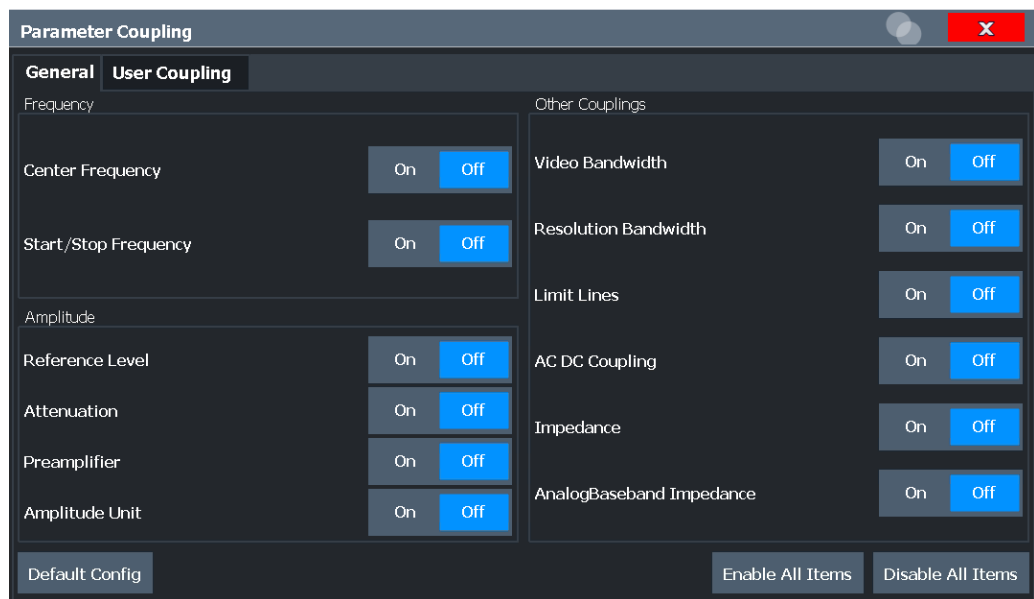 Parameter Coupling
X
General User Coupling
Frequency
Center Frequency On Off
Start/Stop Frequency On Off
Amplitude
Reference Level On Off
Attenuation On Off
Preamplifier On Off
Amplitude Unit On Off
Other Couplings
Video Bandwidth On Off
Resolution Bandwidth On Off
Limit Lines On Off
AC DC Coupling On Off
Impedance On Off
AnalogBaseband Impedance On Off
Default Config
Enable All Items
Disable All Items